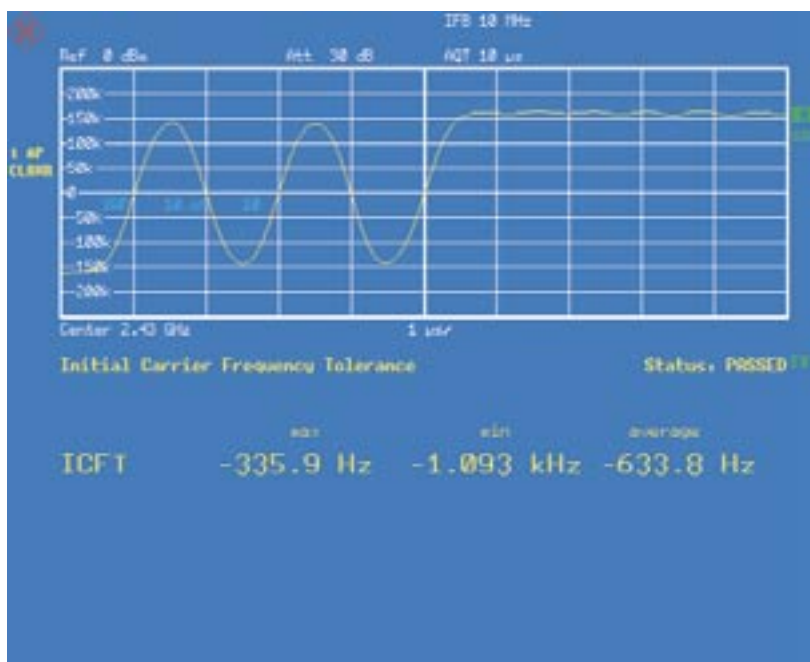 IFB 10 MHz
Ref 0 dBm Att 30 dB AQT 10 µs
200k
150k
100k
50k
0
-50k
-100k
-150k
-200k
1 AP
CLRWR
Center 2.43 GHz
Initial Carrier Frequency Tolerance Status: PASSED
max min average
ICFT -335.9 Hz -1.093 kHz -633.8 Hz